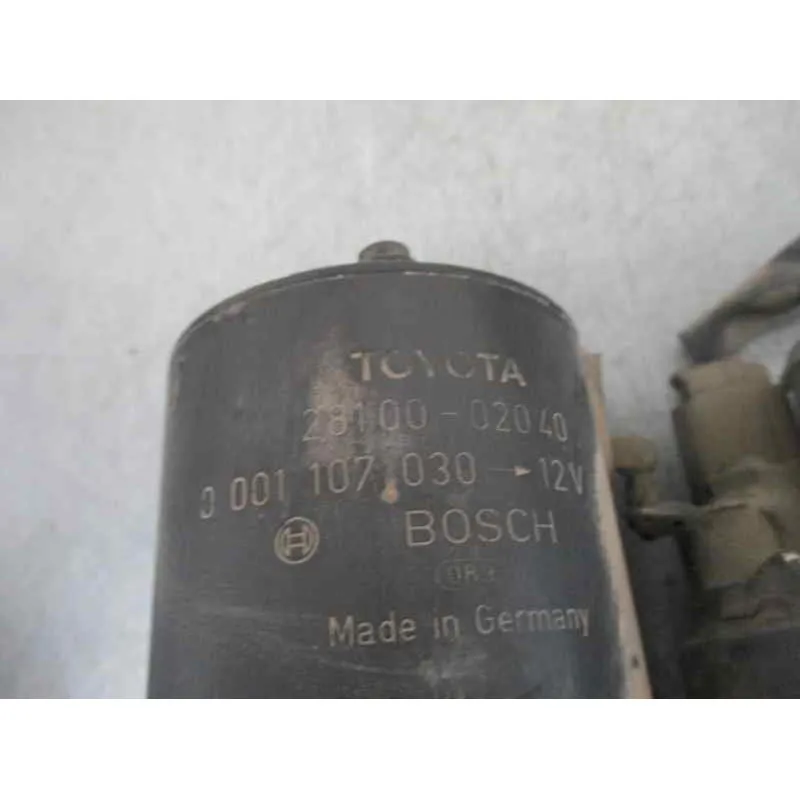 TOYOTA
28100-02040
0 001 107 030 → 12V
BOSCH
Made in Germany